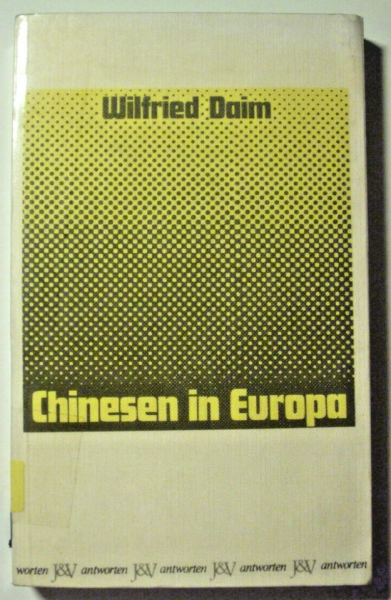 Wilfried Daim
Chinesen in Europa
worten J&V antworten J&V antworten J&V antworten J&V antworten